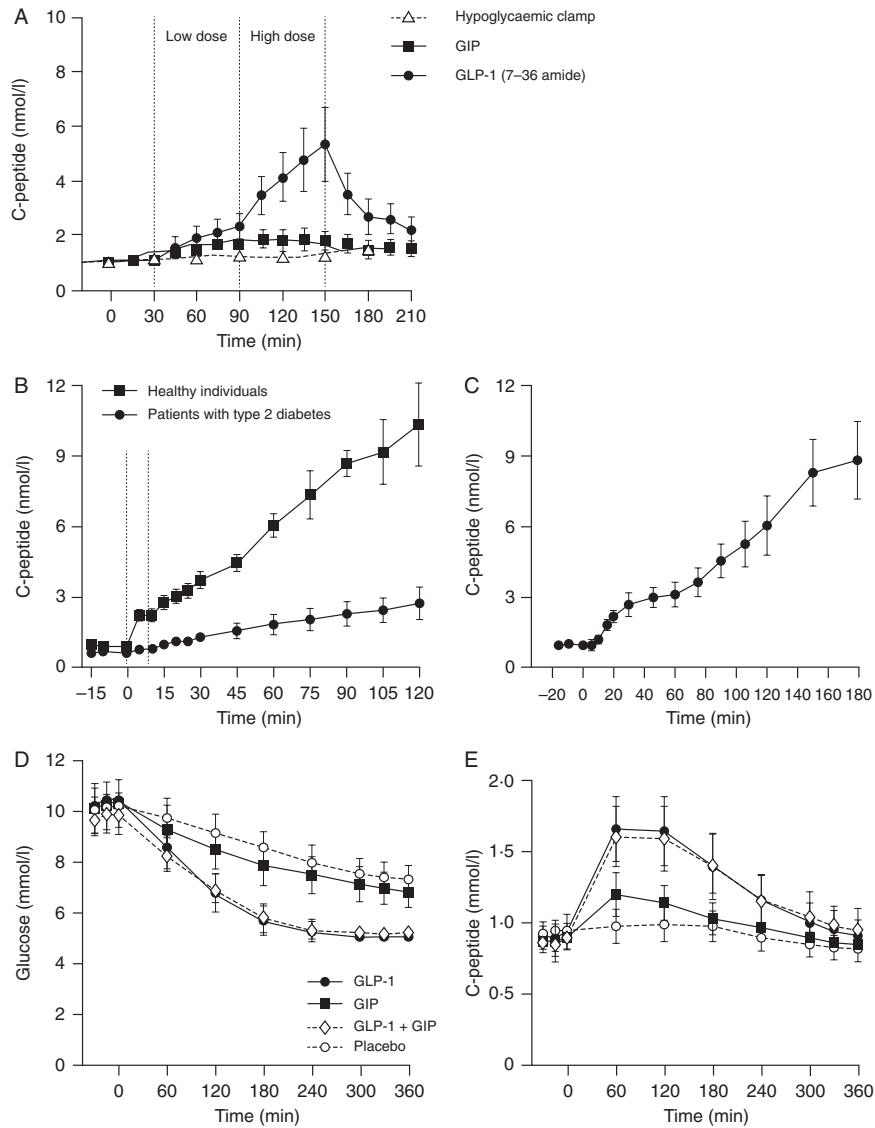 A
10
8
6
4
2
0
C-peptide (nmol/l)
Low dose
High dose
0 30 60 90 120 150 180 210
Time (min)
Hypoglycaemic clamp
GIP
GLP-1 (7–36 amide)
B
12
9
6
3
0
C-peptide (nmol/l)
Healthy individuals
Patients with type 2 diabetes
–15 0 15 30 45 60 75 90 105 120
Time (min)
C
12
9
6
3
0
C-peptide (nmol/l)
–20 0 20 40 60 80 100 120 140 160 180
Time (min)
D
12
10
8
6
4
2
0
Glucose (mmol/l)
GLP-1
GIP
GLP-1 + GIP
Placebo
0 60 120 180 240 300 360
Time (min)
E
2·0
1·5
1·0
0·5
0
C-peptide (mmol/l)
0 60 120 180 240 300 360
Time (min)